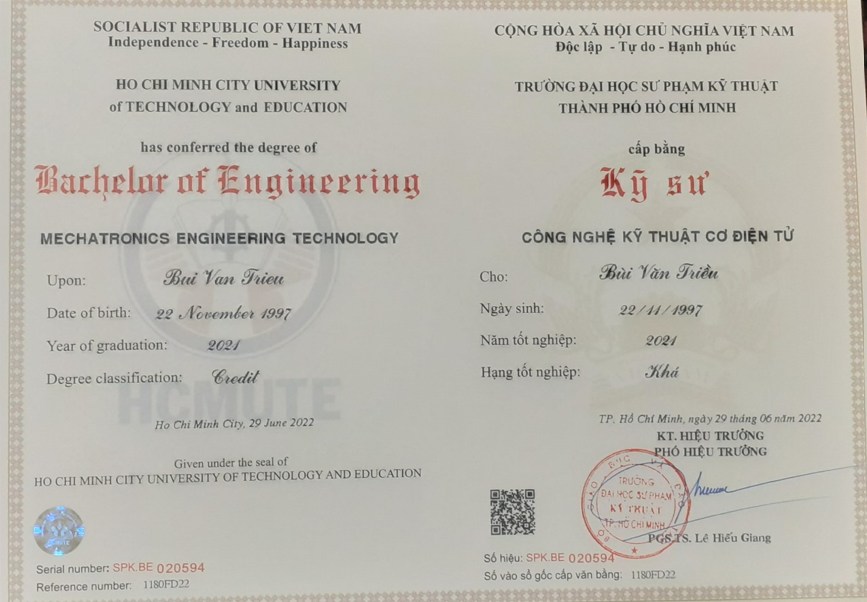 SOCIALIST REPUBLIC OF VIET NAM
Independence - Freedom - Happiness
HO CHI MINH CITY UNIVERSITY
of TECHNOLOGY and EDUCATION
has conferred the degree of
Bachelor of Engineering
MECHATRONICS ENGINEERING TECHNOLOGY
Upon: Bui Van Trieu
Date of birth: 22 November 1997
Year of graduation: 2021
Degree classification: Credit
HCMUTE
Ho Chi Minh City, 29 June 2022
Given under the seal of
HO CHI MINH CITY UNIVERSITY OF TECHNOLOGY AND EDUCATION
Serial number: SPK.BE 020594
Reference number: 1180FD22
CỘNG HÒA XÃ HỘI CHỦ NGHĨA VIỆT NAM
Độc lập - Tự do - Hạnh phúc
TRƯỜNG ĐẠI HỌC SƯ PHẠM KỸ THUẬT
THÀNH PHỐ HỒ CHÍ MINH
cấp bằng
Kỹ sư
CÔNG NGHỆ KỸ THUẬT CƠ ĐIỆN TỬ
Cho: Bùi Văn Triều
Ngày sinh: 22/11/1997
Năm tốt nghiệp: 2021
Hạng tốt nghiệp: Khá
TP. Hồ Chí Minh, ngày 29 tháng 06 năm 2022
KT. HIỆU TRƯỞNG
PHÓ HIỆU TRƯỞNG
TRƯỜNG
ĐẠI HỌC SƯ PHẠM
KỸ THUẬT
TP. HỒ CHÍ MINH
PGS.TS. Lê Hiếu Giang
Số hiệu: SPK.BE 020594
Số vào sổ gốc cấp văn bằng: 1180FD22